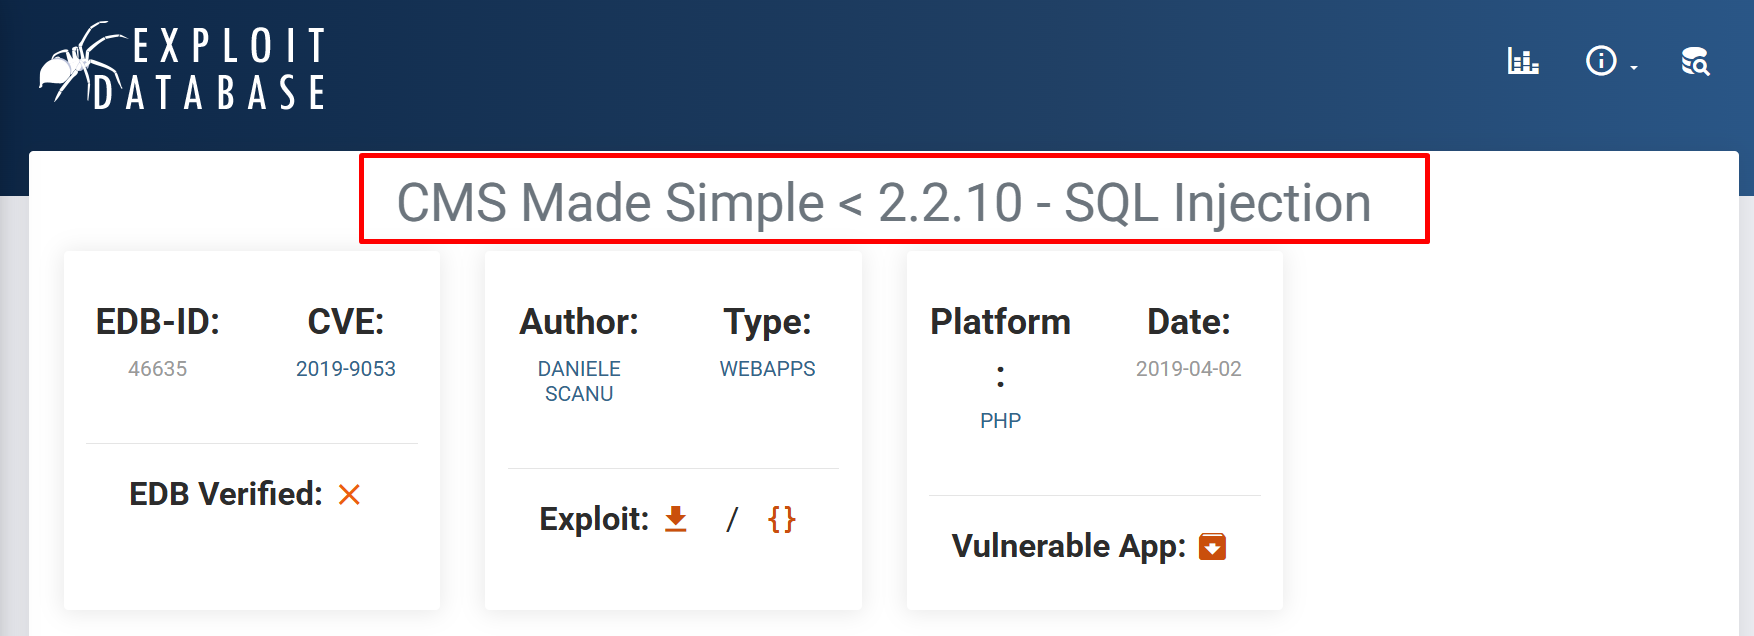 EXPLOIT
DATABASE
CMS Made Simple < 2.2.10 - SQL Injection
EDB-ID:
46635
CVE:
2019-9053
EDB Verified:
Author:
DANIELE
SCANU
Type:
WEBAPPS
Exploit: / {}
Platform
:
PHP
Date:
2019-04-02
Vulnerable App: